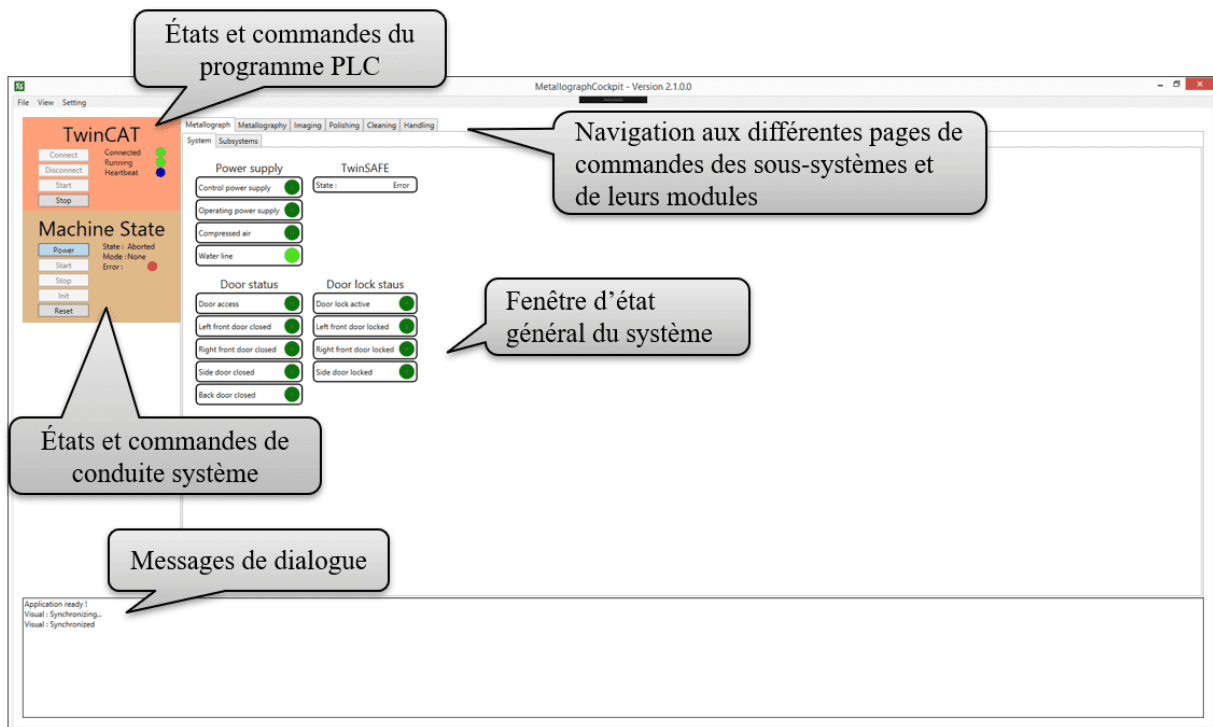 États et commandes du
programme PLC
MetallographCockpit - Version 2.1.0.0
File View Setting
TwinCAT
Connect
Connected
Disconnect
Running
Start
Heartbeat
Stop
Machine State
Power
State : Aborted
Start
Mode : None
Stop
Error :
Init
Reset
Metallograph Metallography Imaging Polishing Cleaning Handling
System Subsystems
Navigation aux différentes pages de
commandes des sous-systèmes et
de leurs modules
Power supply
TwinSAFE
Control power supply
State : Error
Operating power supply
Compressed air
Water line
Door status
Door lock staus
Door access
Door lock active
Left front door closed
Left front door locked
Right front door closed
Right front door locked
Side door closed
Side door locked
Back door closed
Fenêtre d’état
général du système
États et commandes de
conduite système
Messages de dialogue
Application ready !
Visual : Synchronizing...
Visual : Synchronized